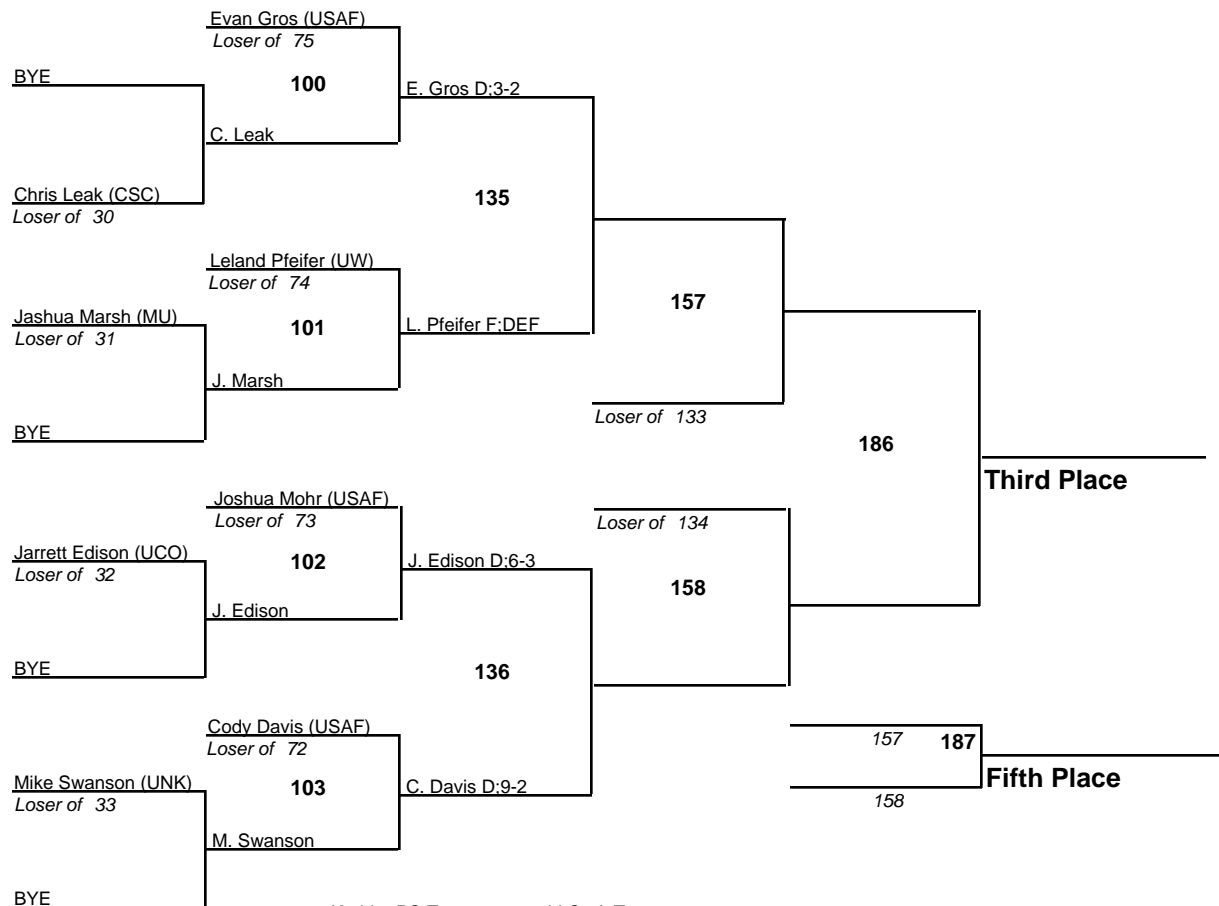 Evan Gros (USAF)
Loser of 75
BYE
100
E. Gros D;3-2
C. Leak
Chris Leak (CSC)
Loser of 30
135
Leland Pfeifer (UW)
Loser of 74
157
Jashua Marsh (MU)
Loser of 31
101
L. Pfeifer F;DEF
J. Marsh
Loser of 133
BYE
186
Third Place
Joshua Mohr (USAF)
Loser of 73
Loser of 134
Jarrett Edison (UCO)
Loser of 32
102
J. Edison D;6-3
158
J. Edison
BYE
136
Cody Davis (USAF)
Loser of 72
157
187
Fifth Place
Mike Swanson (UNK)
Loser of 33
103
C. Davis D;9-2
158
M. Swanson
BYE